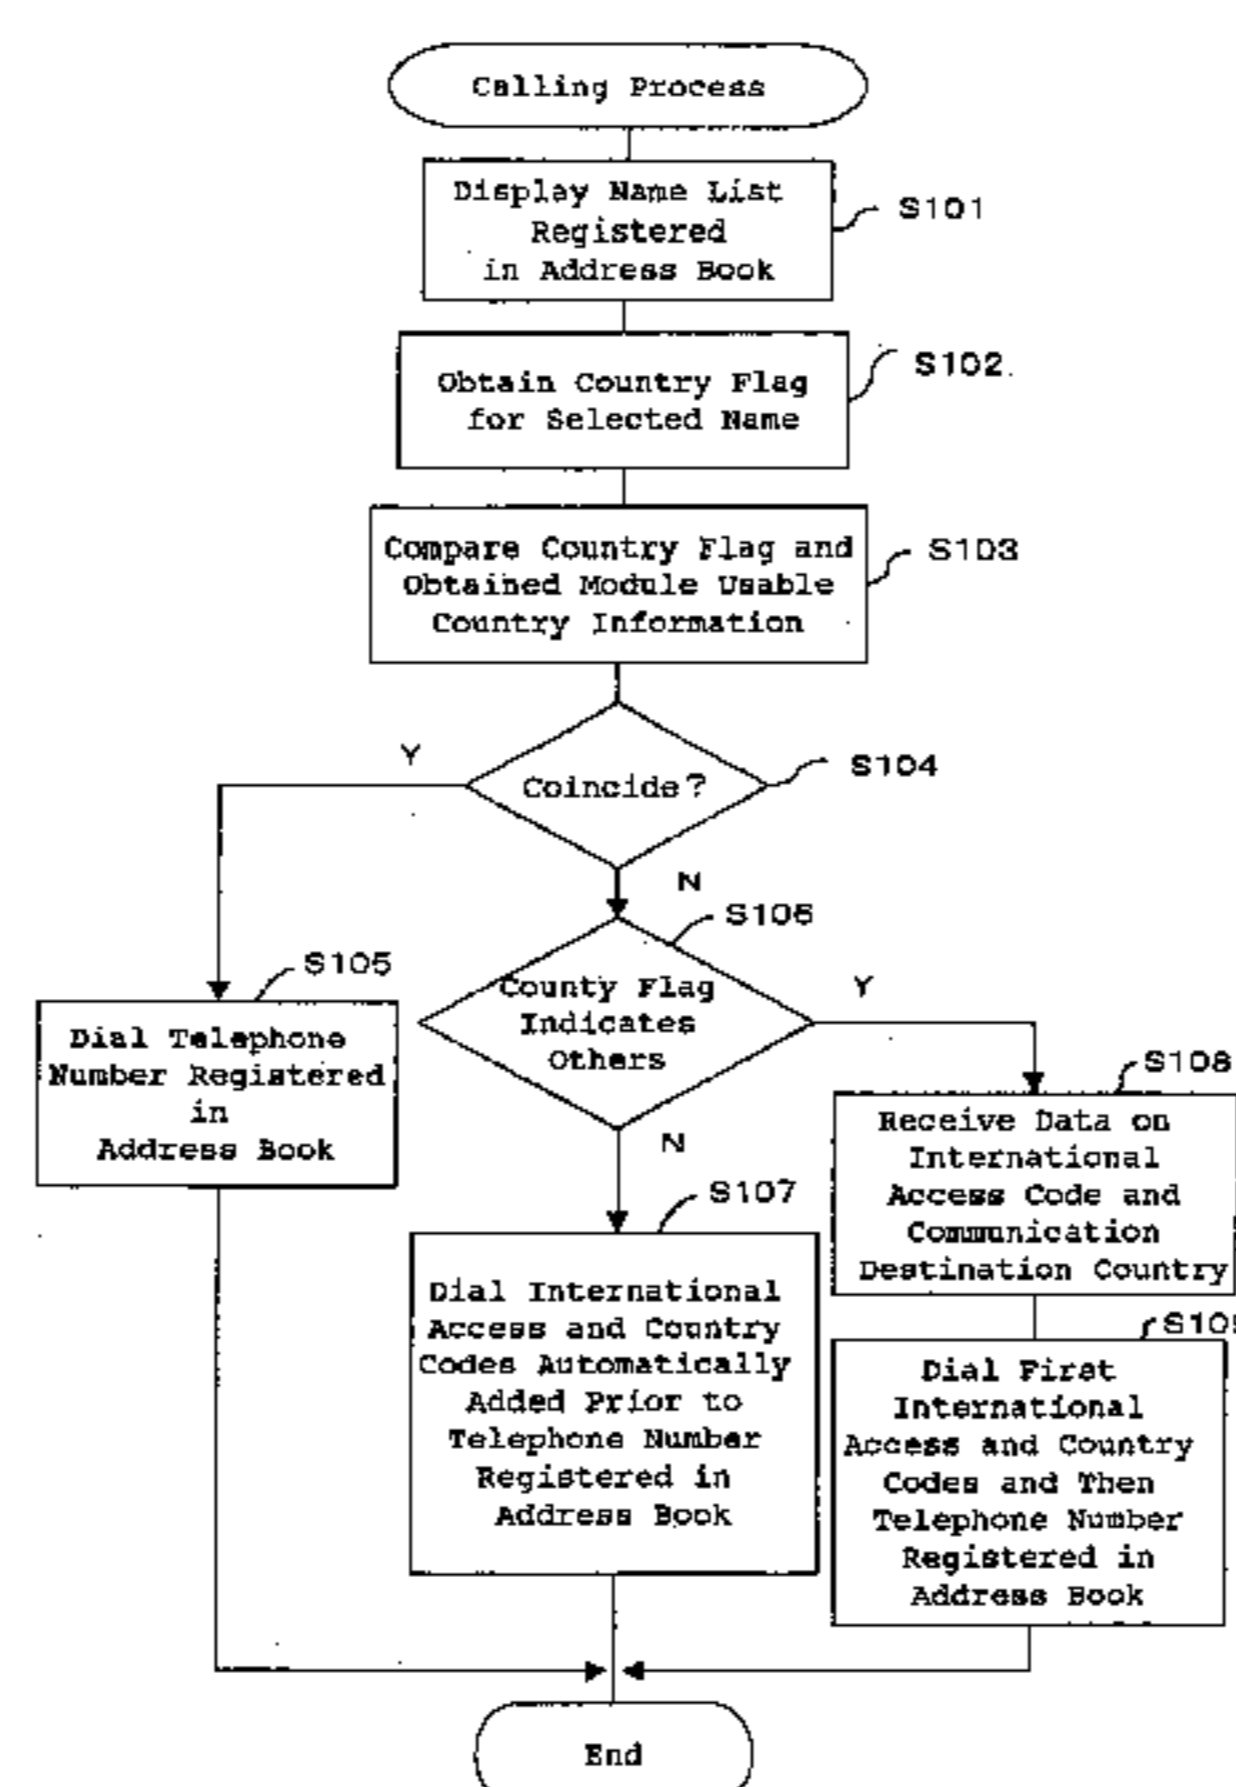 Calling Process
Display Name List
Registered
in Address Book
S101
Obtain Country Flag
for Selected Name
S102
Compare Country Flag and
Obtained Module Usable
Country Information
S103
Y
Coincide?
S104
N
S106
County Flag
Indicates
Others
Y
S105
Dial Telephone
Number Registered
in
Address Book
N
S107
Dial International
Access and Country
Codes Automatically
Added Prior to
Telephone Number
Registered in
Address Book
S108
Receive Data on
International
Access Code and
Communication
Destination Country
S109
Dial First
International
Access and Country
Codes and Then
Telephone Number
Registered in
Address Book
End